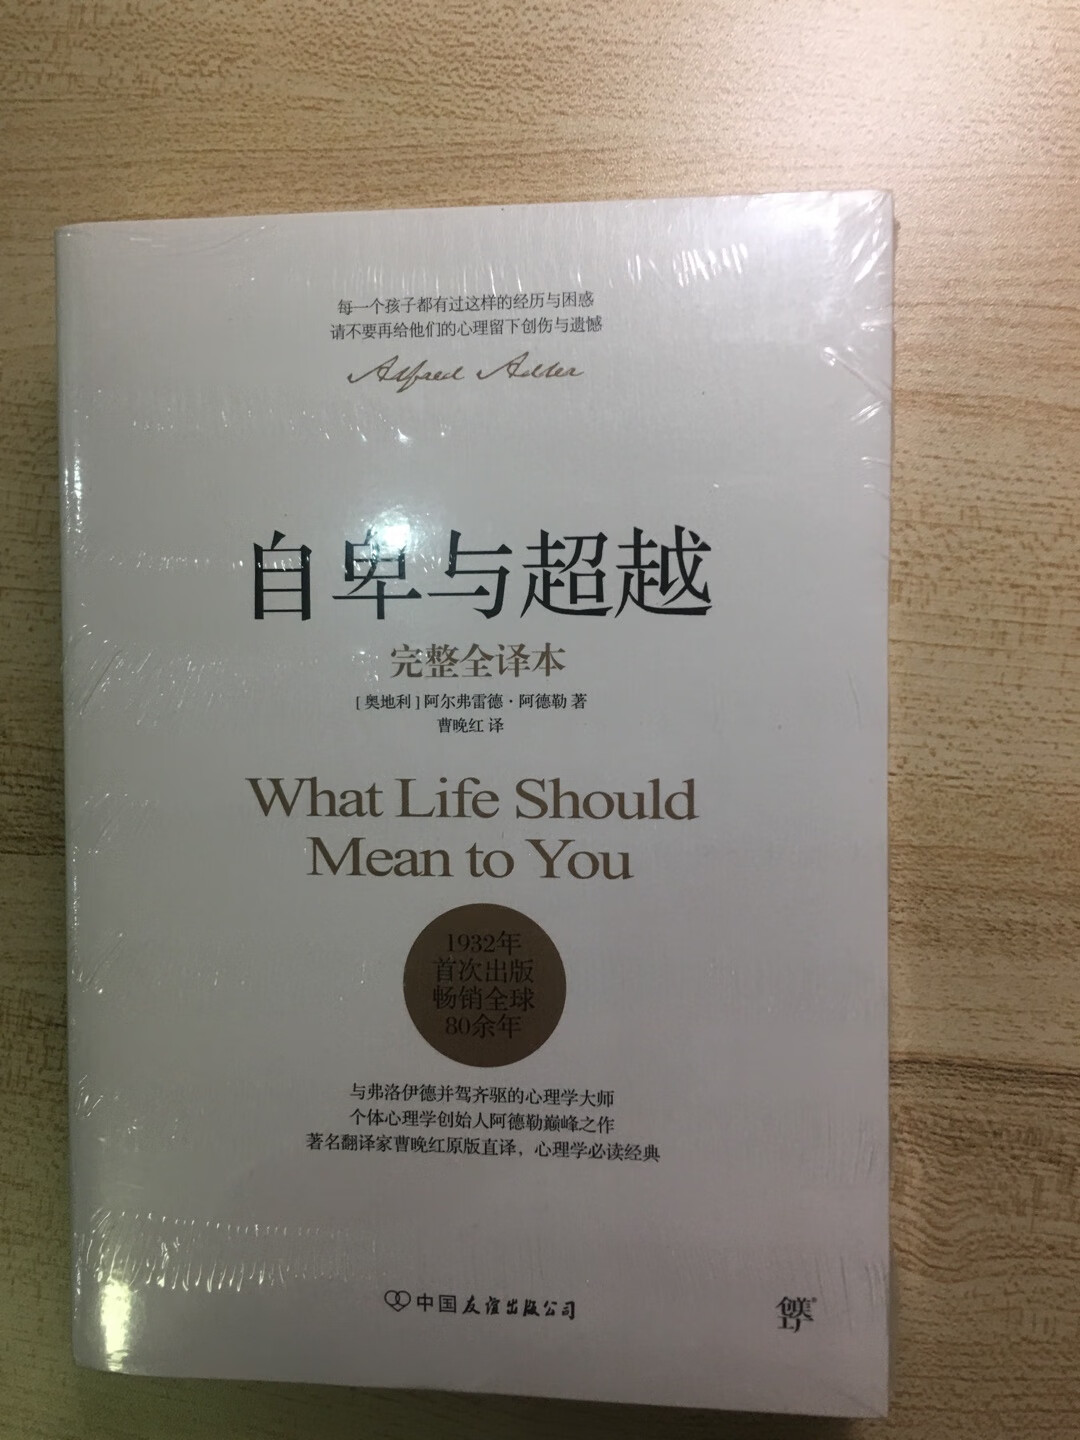 每一个孩子都有过这样的经历与困惑
请不要再给他们的心理留下创伤与遗憾
Alfred Adler
自卑与超越
完整全译本
[ 奥地利 ] 阿尔弗雷德·阿德勒 著
曹晚红 译
What Life Should
Mean to You
1932年
首次出版
畅销全球
80余年
与弗洛伊德并驾齐驱的心理学大师
个体心理学创始人阿德勒巅峰之作
著名翻译家曹晚红原版直译，心理学必读经典
中国友谊出版公司
创美工厂